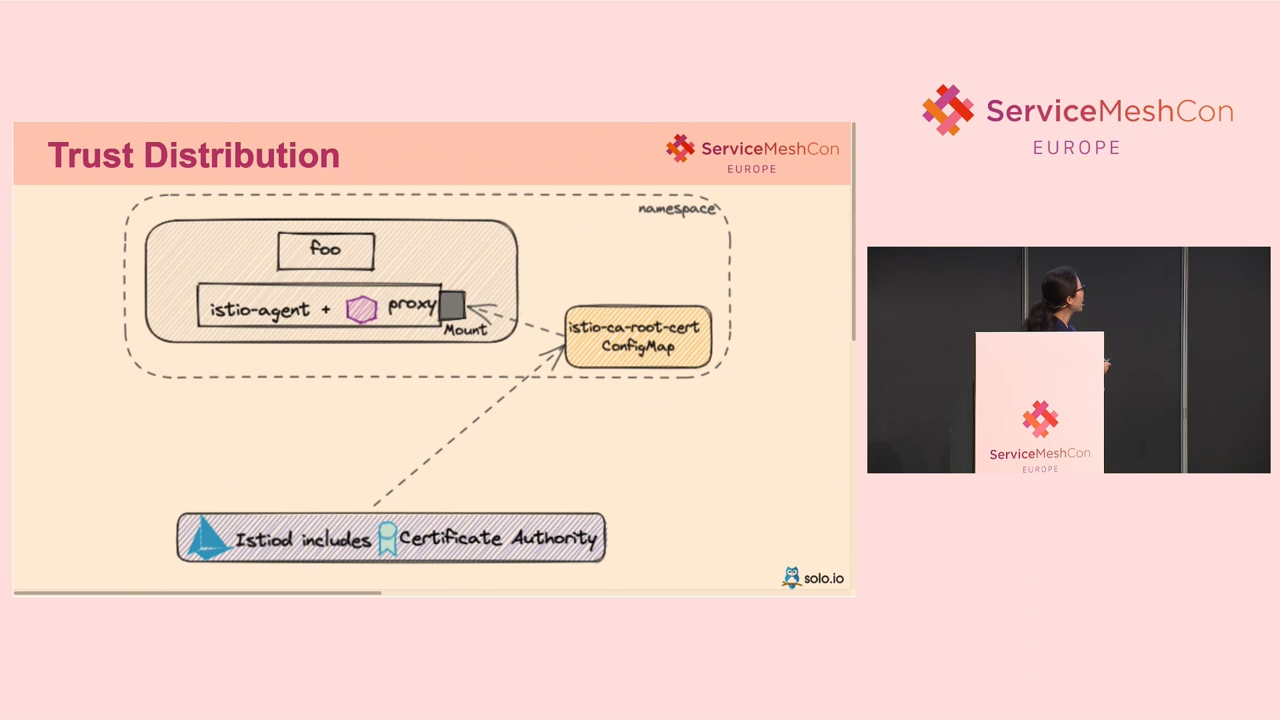 Trust Distribution
ServiceMeshCon
EUROPE
namespace
foo
istio-agent + proxy
Mount
istio-ca-root-cert
ConfigMap
Istiod includes Certificate Authority
solo.io
ServiceMeshCon
EUROPE
ServiceMeshCon
EUROPE